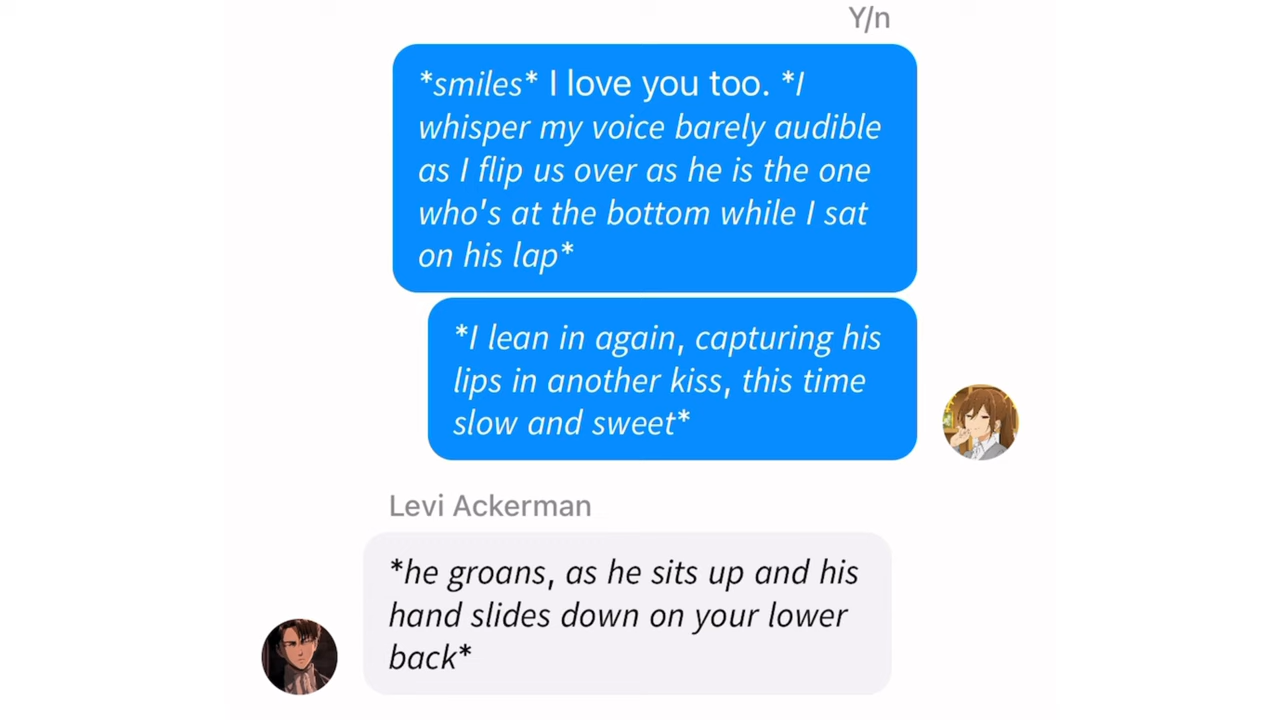 Y/n
*smiles* I love you too. *I
whisper my voice barely audible
as I flip us over as he is the one
who's at the bottom while I sat
on his lap*
*I lean in again, capturing his
lips in another kiss, this time
slow and sweet*
Levi Ackerman
*he groans, as he sits up and his
hand slides down on your lower
back*